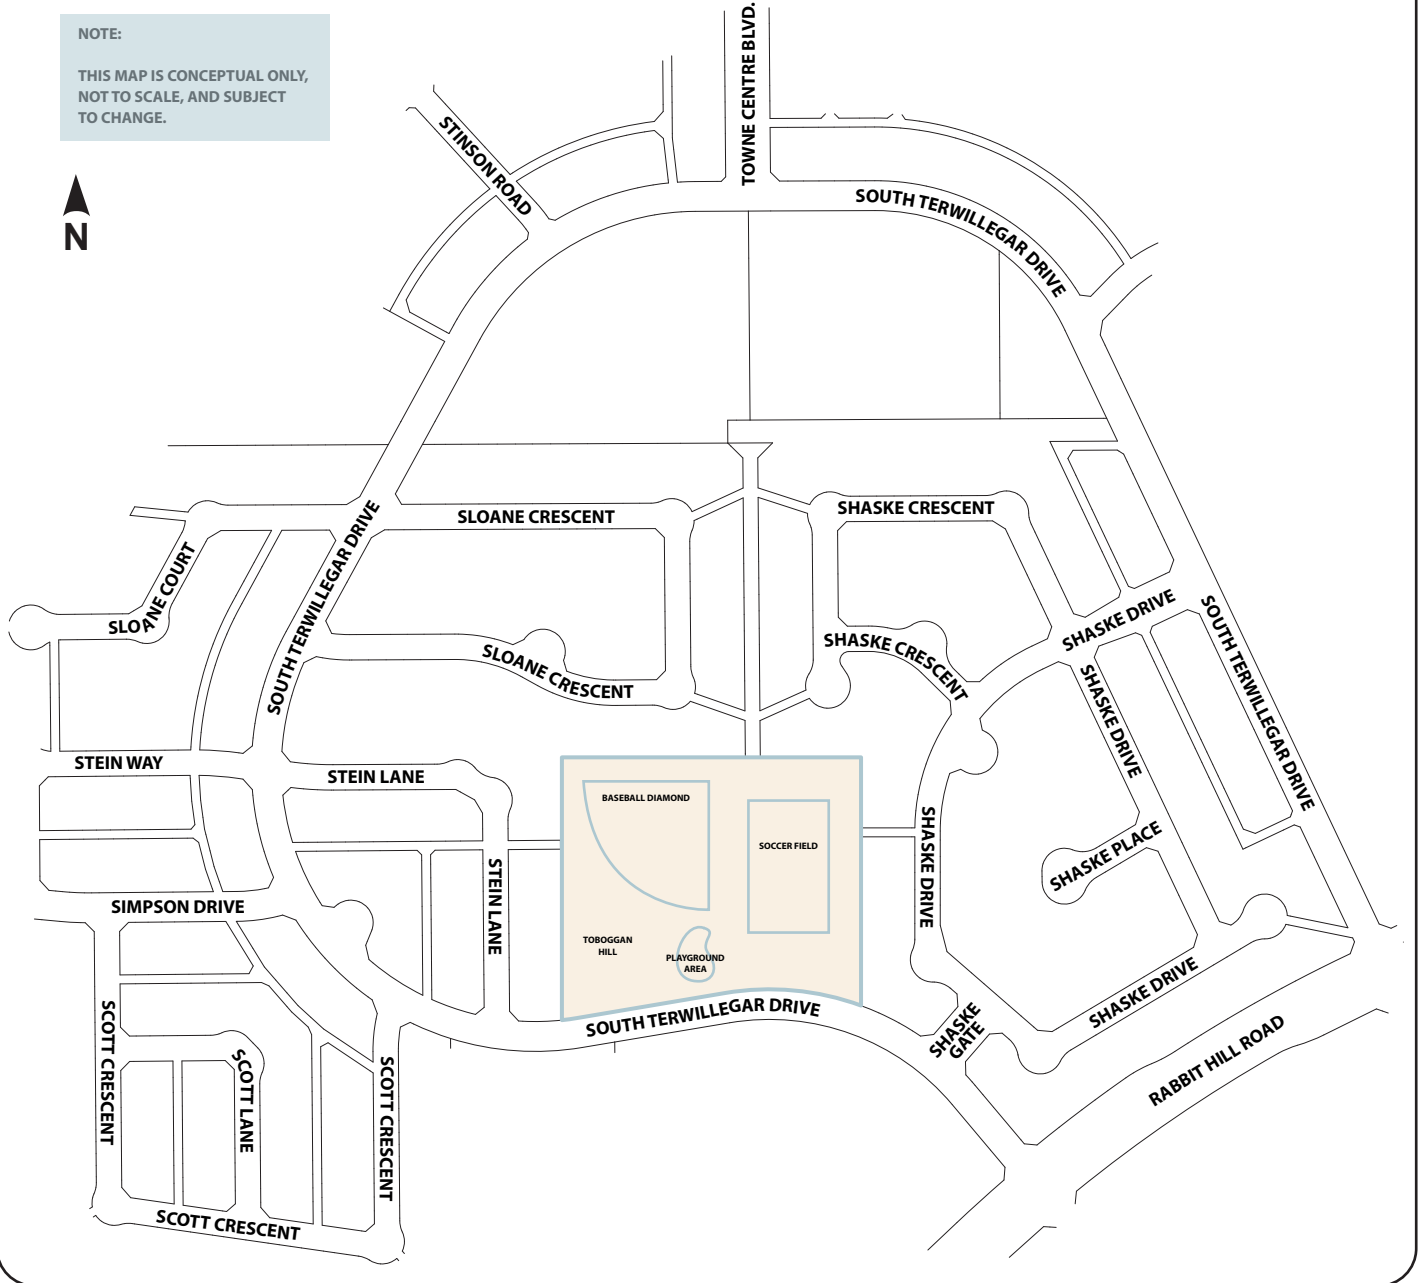 NOTE:
THIS MAP IS CONCEPTUAL ONLY,
NOT TO SCALE, AND SUBJECT
TO CHANGE.
N
TOWNE CENTRE BLVD.
STINSON ROAD
SOUTH TERWILLEGAR DRIVE
SLOANE CRESCENT
SHASKE CRESCENT
SOUTH TERWILLEGAR DRIVE
SLOANE COURT
SHASKE DRIVE
SOUTH TERWILLEGAR DRIVE
SLOANE CRESCENT
SHASKE CRESCENT
SHASKE DRIVE
STEIN WAY
STEIN LANE
BASEBALL DIAMOND
SOCCER FIELD
SHASKE DRIVE
SHASKE PLACE
STEIN LANE
SIMPSON DRIVE
TOBOGGAN
HILL
PLAYGROUND
AREA
SHASKE DRIVE
SOUTH TERWILLEGAR DRIVE
SHASKE
GATE
RABBIT HILL ROAD
SCOTT CRESCENT
SCOTT LANE
SCOTT CRESCENT
SCOTT CRESCENT